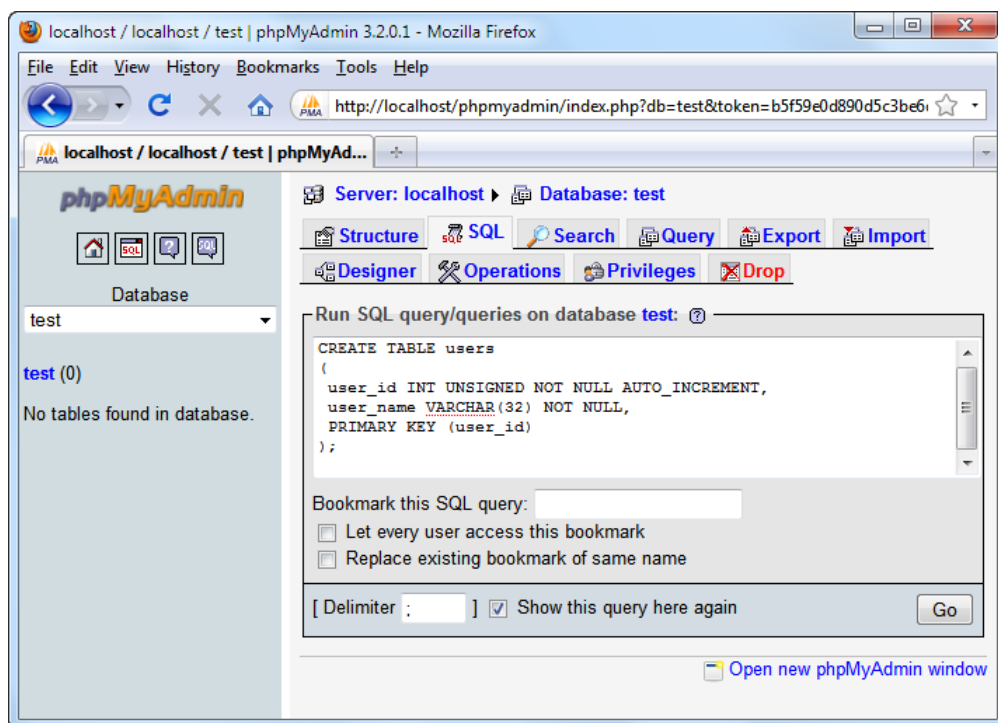 localhost / localhost / test | phpMyAdmin 3.2.0.1 - Mozilla Firefox
File Edit View History Bookmarks Tools Help
PMA http://localhost/phpmyadmin/index.php?db=test&token=b5f59e0d890d5c3be6
PMA localhost / localhost / test | phpMyAd...
phpMyAdmin
SQL SQL
Database
test
test (0)
No tables found in database.
Server: localhost Database: test
Structure SQL Search Query Export Import
Designer Operations Privileges Drop
Run SQL query/queries on database test:
CREATE TABLE users
(
user_id INT UNSIGNED NOT NULL AUTO_INCREMENT,
user_name VARCHAR(32) NOT NULL,
PRIMARY KEY (user_id)
);
Bookmark this SQL query:
Let every user access this bookmark
Replace existing bookmark of same name
[ Delimiter ; ] Show this query here again
Go
Open new phpMyAdmin window